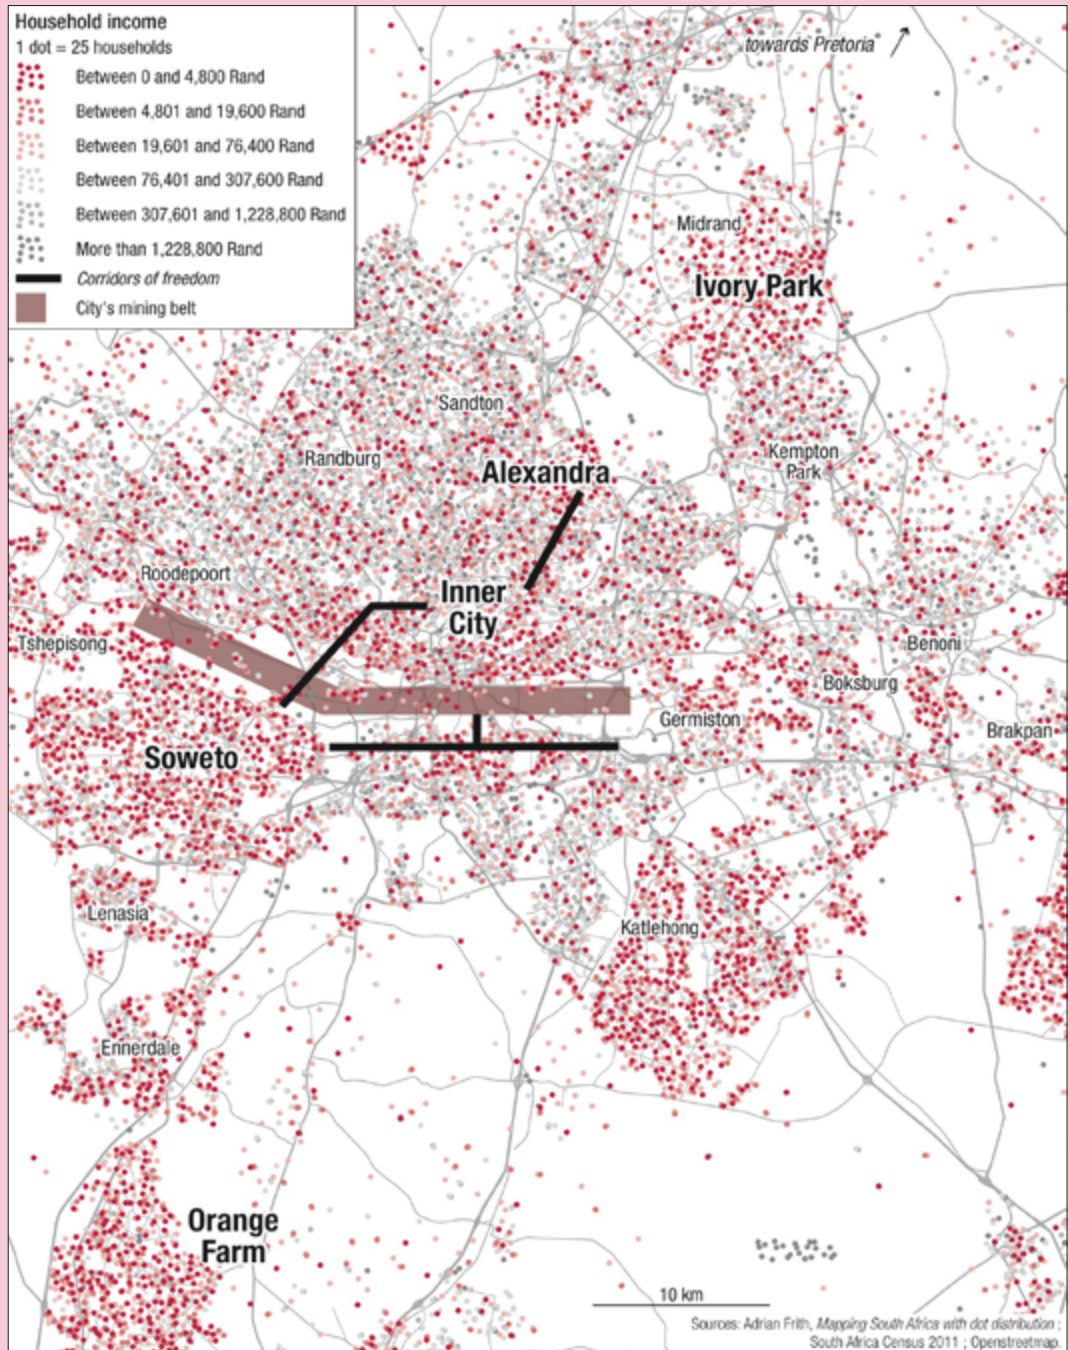 Household income
1 dot = 25 households
Between 0 and 4,800 Rand
Between 4,801 and 19,600 Rand
Between 19,601 and 76,400 Rand
Between 76,401 and 307,600 Rand
Between 307,601 and 1,228,800 Rand
More than 1,228,800 Rand
Corridors of freedom
City's mining belt
towards Pretoria
Midrand
Ivory Park
Sandton
Randburg
Kempton
Park
Alexandra
Roodepoort
Inner
City
Tshepisong
Benoni
Boksburg
Germiston
Brakpan
Soweto
Lenasia
Katlehong
Ennerdale
Orange
Farm
10 km
Sources: Adrian Frith, Mapping South Africa with dot distribution ;
South Africa Census 2011 ; Openstreetmap.